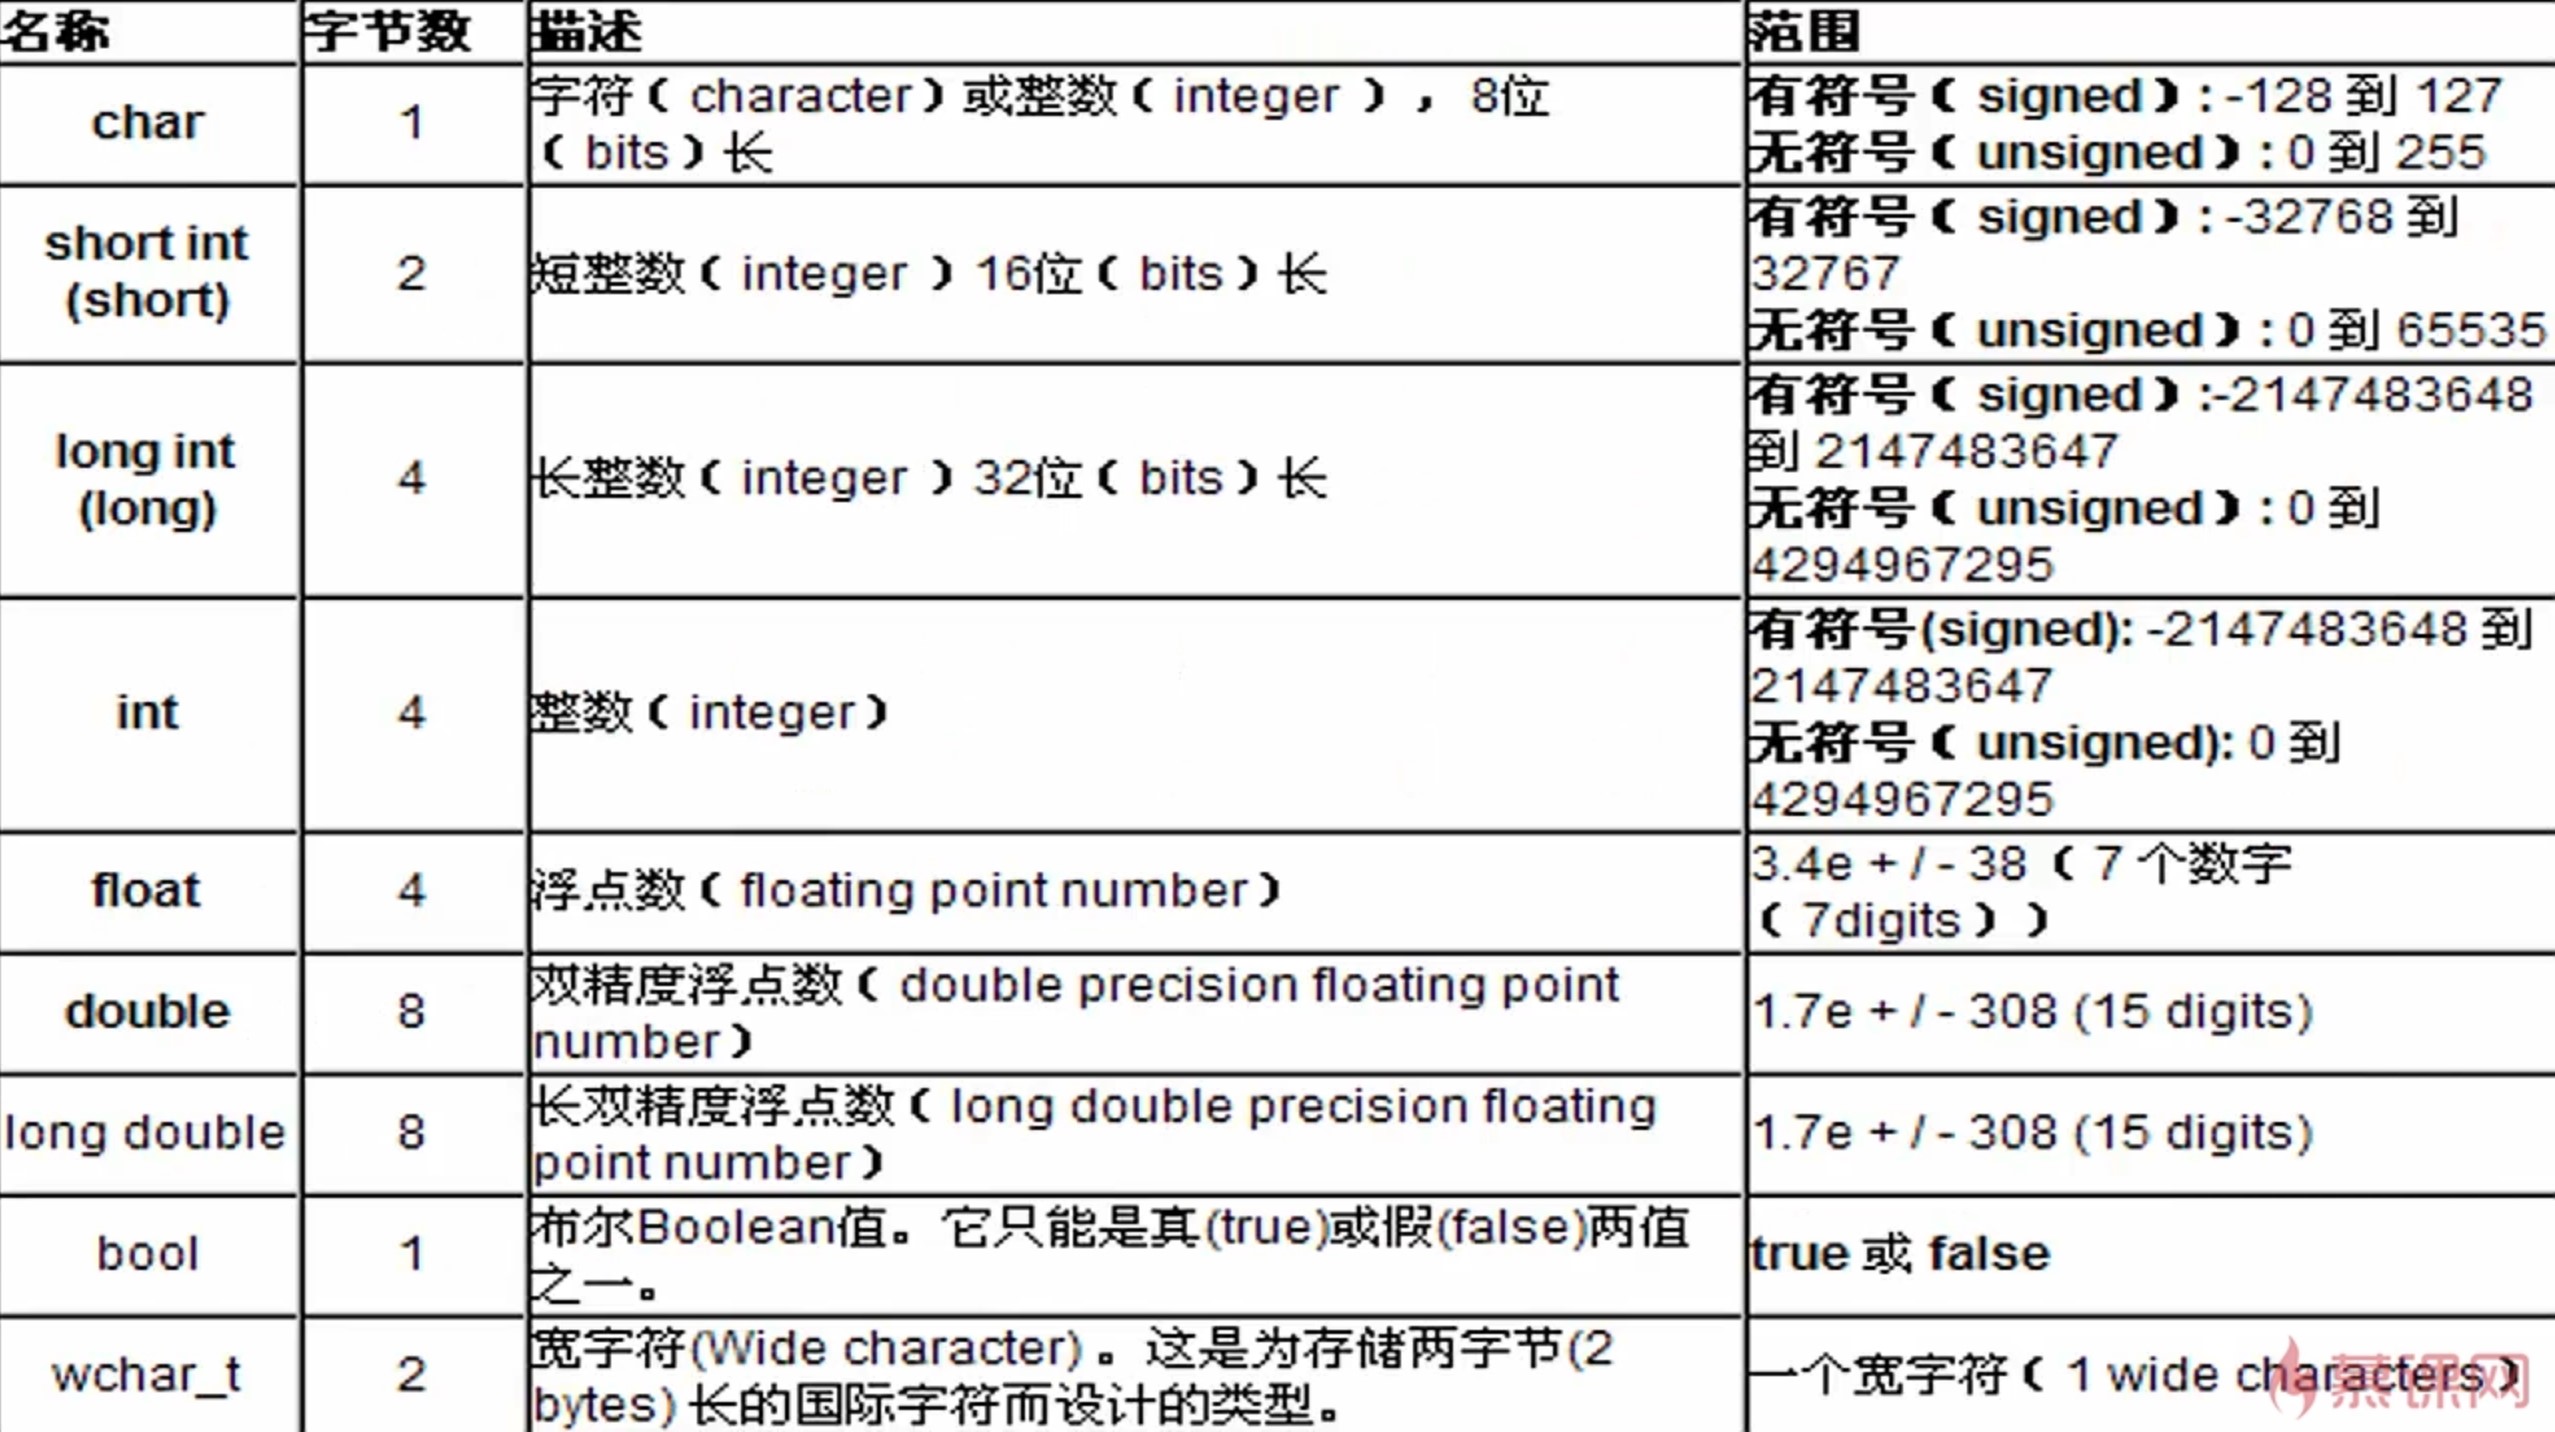 名称 字节数 描述 范围
char 1 字符（character）或整数（integer），8位
（bits）长
有符号（signed）: -128 到 127
无符号（unsigned）: 0 到 255
short int
(short)
2 短整数（integer）16位（bits）长
有符号（signed）: -32768 到
32767
无符号（unsigned）: 0 到 65535
long int
(long)
4 长整数（integer）32位（bits）长
有符号（signed）:-2147483648
到 2147483647
无符号（unsigned）: 0 到
4294967295
int 4 整数（integer）
有符号(signed): -2147483648 到
2147483647
无符号（unsigned): 0 到
4294967295
float 4 浮点数（floating point number）
3.4e + / - 38（7 个数字
（7digits））
double 8 双精度浮点数（double precision floating point
number）
1.7e + / - 308 (15 digits)
long double 8 长双精度浮点数（long double precision floating
point number）
1.7e + / - 308 (15 digits)
bool 1 布尔Boolean值。它只能是真(true)或假(false)两值
之一。
true 或 false
wchar_t 2 宽字符(Wide character)。这是为存储两字节(2
bytes) 长的国际字符而设计的类型。
一个宽字符（1 wide characters）
慕课网